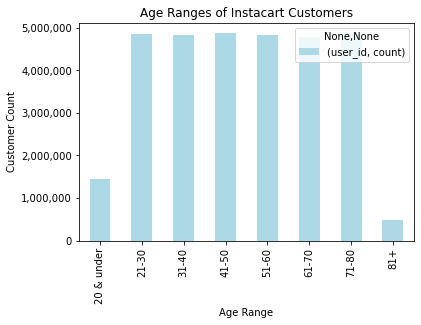 Age Ranges of Instacart Customers
None,None
(user_id, count)
5,000,000
4,000,000
3,000,000
2,000,000
1,000,000
0
Customer Count
20 & under
21-30
31-40
41-50
51-60
61-70
71-80
81+
Age Range